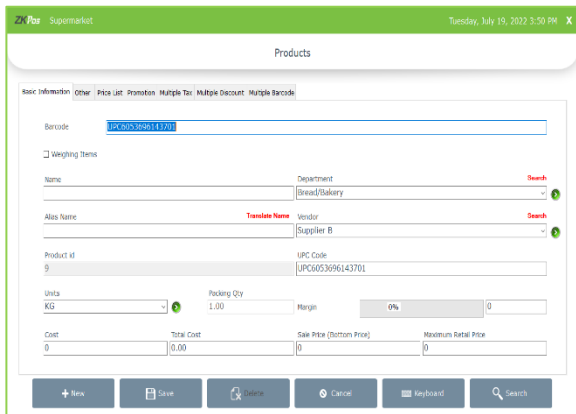 ZKPos Supermarket Tuesday, July 19, 2022 3:50 PM X
Products
Basic Information Other Price List Promotion Multiple Tax Multiple Discount Multiple Barcode
Barcode UPC6053696143701
Weighing Items
Name Department Search
Bread/Bakery
Alias Name Translate Name Vendor Search
Supplier B
Product id UPC Code
9 UPC6053696143701
Units Packing Qty
KG 1.00 Margin 0% 0
Cost Total Cost Sale Price (Bottom Price) Maximum Retail Price
0 0.00 0 0
New Save Delete Cancel Keyboard Search